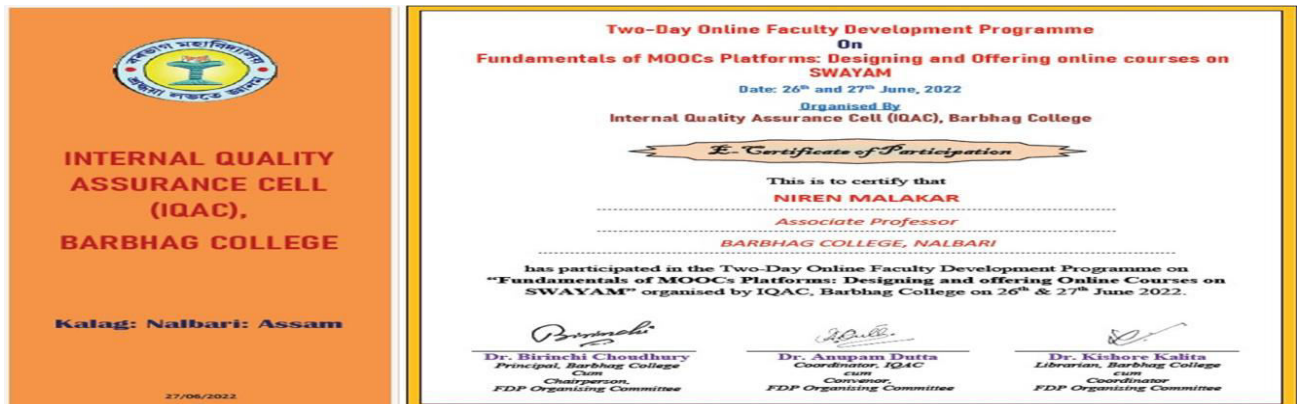 বৰভাগ মহাবিদ্যালয়
INTERNAL QUALITY
ASSURANCE CELL
(IQAC),
BARBHAG COLLEGE
Kalag: Nalbari: Assam
27/06/2022
Two-Day Online Faculty Development Programme
On
Fundamentals of MOOCs Platforms: Designing and Offering online courses on
SWAYAM
Date: 26th and 27th June, 2022
Organised By
Internal Quality Assurance Cell (IQAC), Barbhag College
E-Certificate of Participation
This is to certify that
NIREN MALAKAR
Associate Professor
BARBHAG COLLEGE, NALBARI
has participated in the Two-Day Online Faculty Development Programme on
“Fundamentals of MOOCs Platforms: Designing and offering Online Courses on
SWAYAM” organised by IQAC, Barbhag College on 26th & 27th June 2022.
Birinchi
Dr. Birinchi Choudhury
Principal, Barbhag College
Cum
Chairperson,
FDP Organizing Committee
Dr. Anupam Dutta
Coordinator, IQAC
cum
Convenor,
FDP Organizing Committee
Dr. Kishore Kalita
Librarian, Barbhag College
cum
Coordinator
FDP Organizing Committee